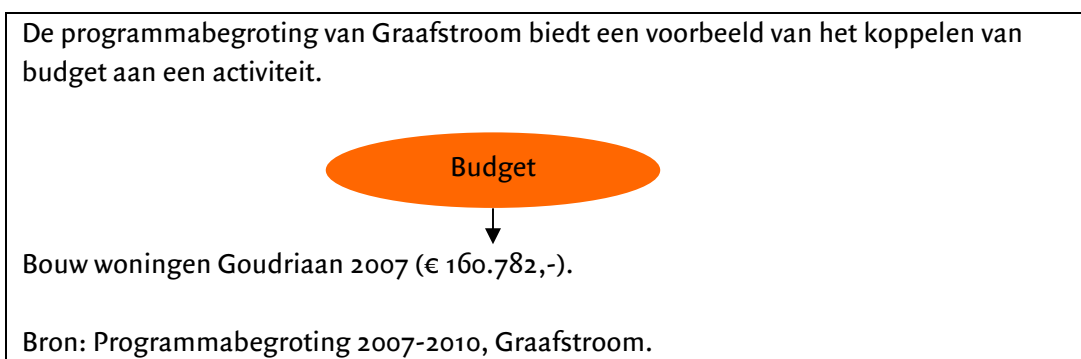 De programmabegroting van Graafstroom biedt een voorbeeld van het koppelen van
budget aan een activiteit.
Budget
Bouw woningen Goudriaan 2007 (€ 160.782,-).
Bron: Programmabegroting 2007-2010, Graafstroom.